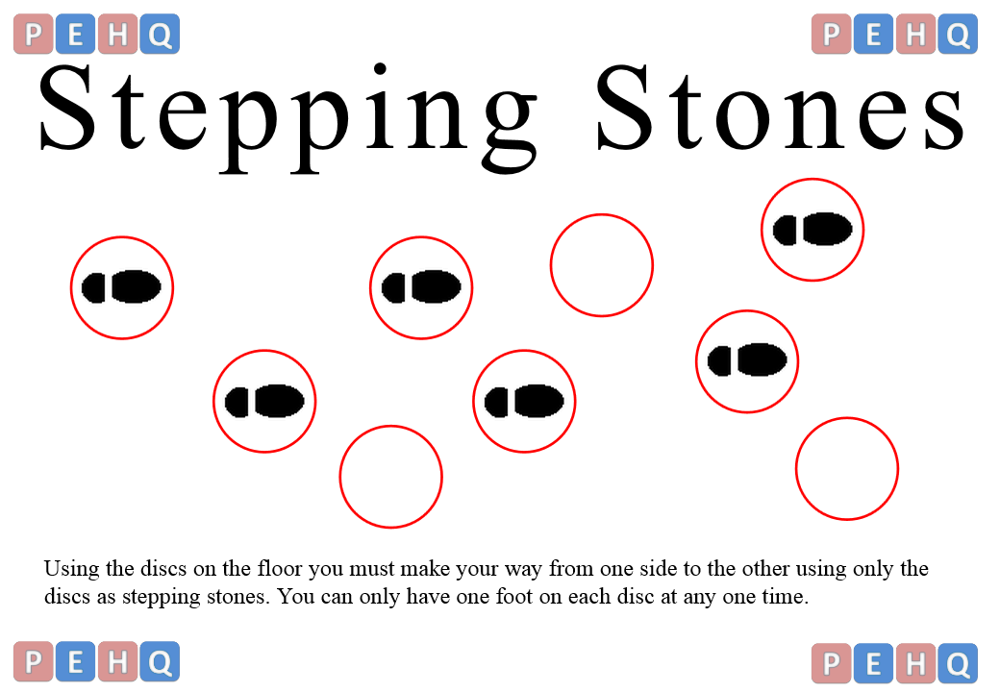 PEHQ PEHQ
Stepping Stones
Using the discs on the floor you must make your way from one side to the other using only the
discs as stepping stones. You can only have one foot on each disc at any one time.
PEHQ PEHQ